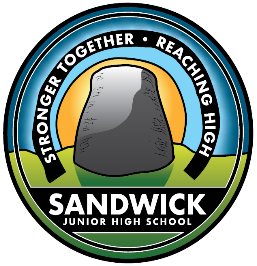 STRONGER TOGETHER • REACHING HIGH
SANDWICK
JUNIOR HIGH SCHOOL